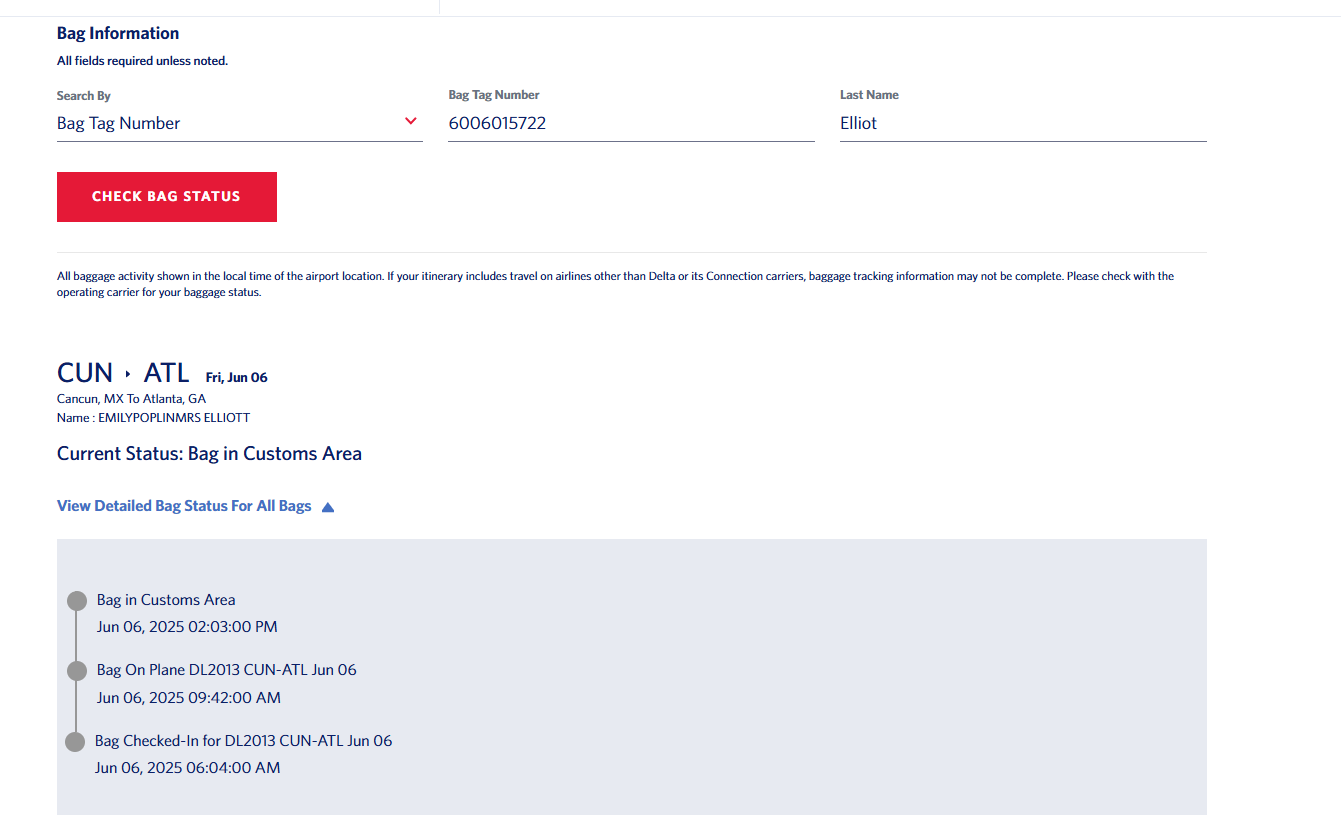 Bag Information
All fields required unless noted.
Search By
Bag Tag Number
Bag Tag Number
6006015722
Last Name
Elliot
CHECK BAG STATUS
All baggage activity shown in the local time of the airport location. If your itinerary includes travel on airlines other than Delta or its Connection carriers, baggage tracking information may not be complete. Please check with the
operating carrier for your baggage status.
CUN ‣ ATL Fri, Jun 06
Cancun, MX To Atlanta, GA
Name : EMILYPOPLINMRS ELLIOTT
Current Status: Bag in Customs Area
View Detailed Bag Status For All Bags
Bag in Customs Area
Jun 06, 2025 02:03:00 PM
Bag On Plane DL2013 CUN-ATL Jun 06
Jun 06, 2025 09:42:00 AM
Bag Checked-In for DL2013 CUN-ATL Jun 06
Jun 06, 2025 06:04:00 AM